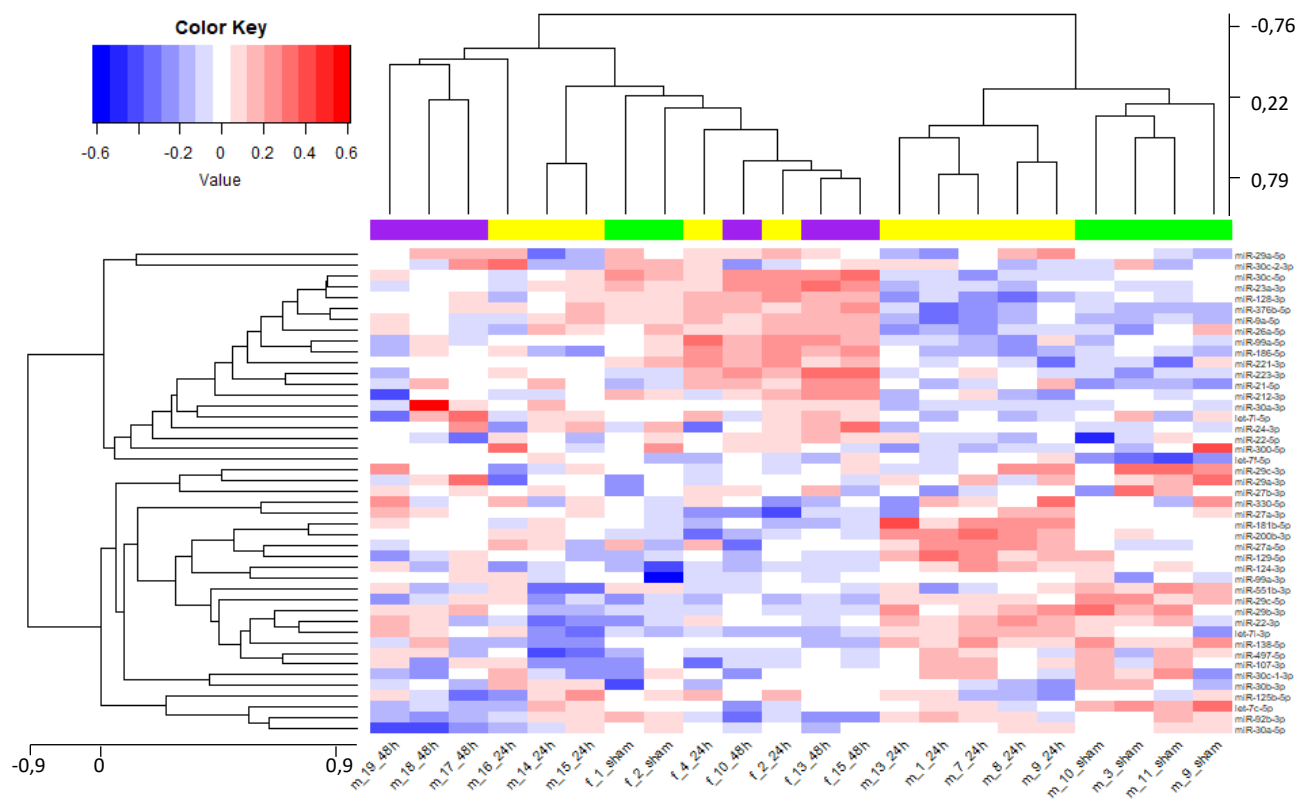 Color Key
-0.6
-0.2
0
0.2
0.4
0.6
Value
-0,76
0,22
0,79
miR-29a-5p
miR-30c-2-3p
miR-30c-5p
miR-23a-3p
miR-128-3p
miR-376b-5p
miR-9a-5p
miR-26a-5p
miR-99a-5p
miR-186-5p
miR-221-3p
miR-223-3p
miR-21-5p
miR-212-3p
miR-30a-3p
let-7i-5p
miR-24-3p
miR-22-5p
miR-300-5p
let-7f-5p
miR-29c-3p
miR-29a-3p
miR-27b-3p
miR-330-5p
miR-27a-3p
miR-181b-5p
miR-200b-3p
miR-27a-5p
miR-129-5p
miR-124-3p
miR-99a-3p
miR-551b-3p
miR-29c-5p
miR-29b-3p
miR-22-3p
let-7i-3p
miR-138-5p
miR-497-5p
miR-107-3p
miR-30c-1-3p
miR-30b-3p
miR-125b-5p
let-7c-5p
miR-92b-3p
miR-30a-5p
-0,9
0
0,9
m_19_48h
m_18_48h
m_17_48h
m_16_24h
m_14_24h
m_15_24h
f_1_sham
f_2_sham
f_4_24h
f_10_48h
f_2_24h
f_13_48h
f_15_48h
m_13_24h
m_1_24h
m_7_24h
m_8_24h
m_9_24h
m_10_sham
m_3_sham
m_11_sham
m_9_sham